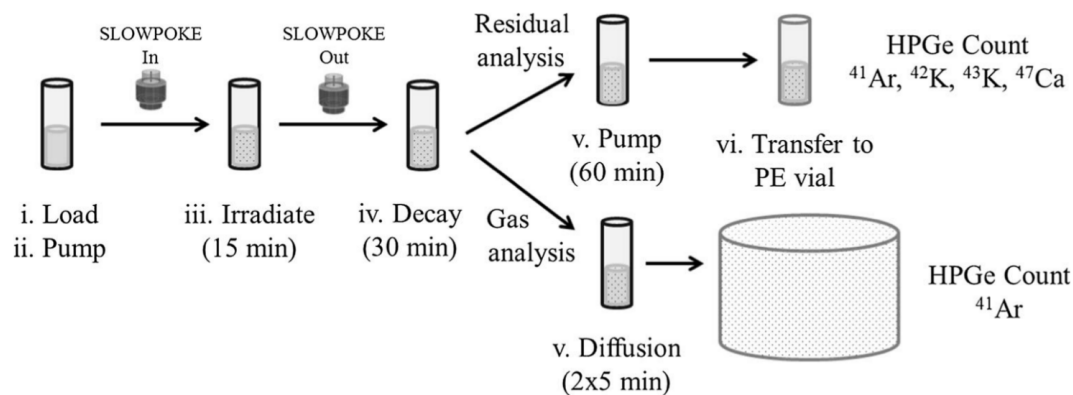 SLOWPOKE
In
SLOWPOKE
Out
Residual
analysis
HPGe Count
⁴¹Ar, ⁴²K, ⁴³K, ⁴⁷Ca
v. Pump
(60 min)
vi. Transfer to
PE vial
i. Load
ii. Pump
iii. Irradiate
(15 min)
iv. Decay
(30 min)
Gas
analysis
HPGe Count
⁴¹Ar
v. Diffusion
(2x5 min)